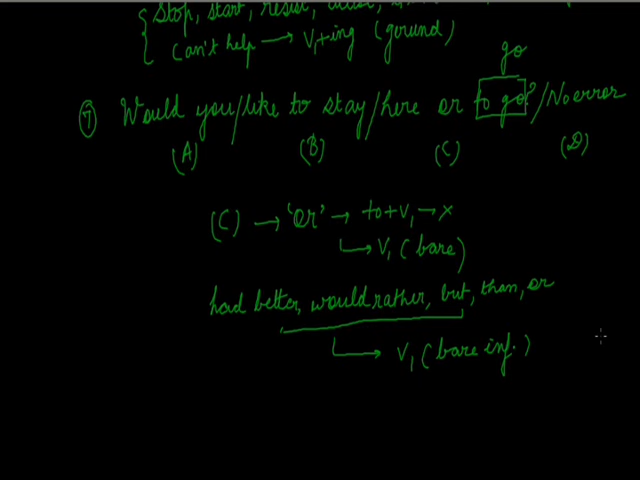 Stop, start, resist,
Can't help → V₁+ing (gerund)
go
(7) Would you/like to stay/here or to go?/No error
(A) (B) (C) (D)
(C) → 'Or' → to+V₁ → x
→ V₁ (bare)
had better, would rather, but, than, or
→ V₁ (bare inf.)